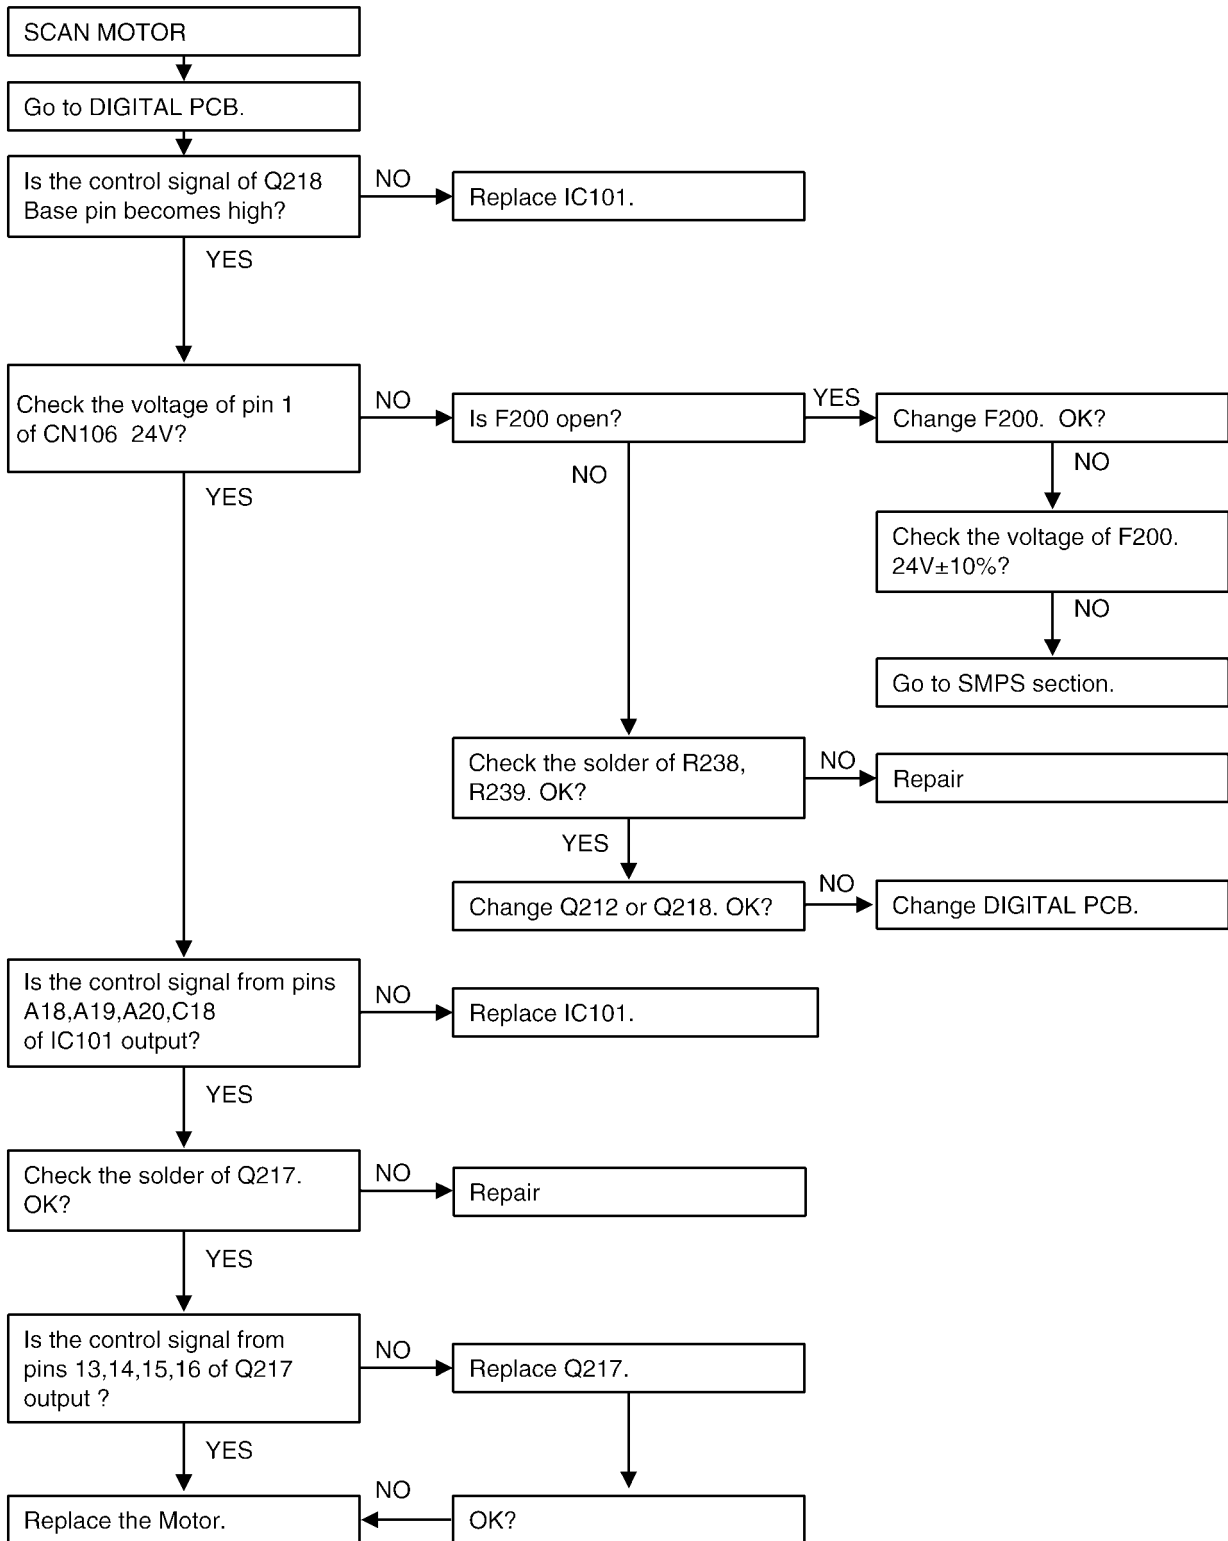 SCAN MOTOR
Go to DIGITAL PCB.
Is the control signal of Q218
Base pin becomes high?
NO
Replace IC101.
YES
Check the voltage of pin 1
of CN106  24V?
NO
Is F200 open?
YES
Change F200.  OK?
NO
Check the voltage of F200.
24V±10%?
NO
Go to SMPS section.
NO
Check the solder of R238,
R239. OK?
NO
Repair
YES
Change Q212 or Q218. OK?
NO
Change DIGITAL PCB.
YES
Is the control signal from pins
A18,A19,A20,C18
of IC101 output?
NO
Replace IC101.
YES
Check the solder of Q217.
OK?
NO
Repair
YES
Is the control signal from
pins 13,14,15,16 of Q217
output ?
NO
Replace Q217.
YES
OK?
NO
Replace the Motor.